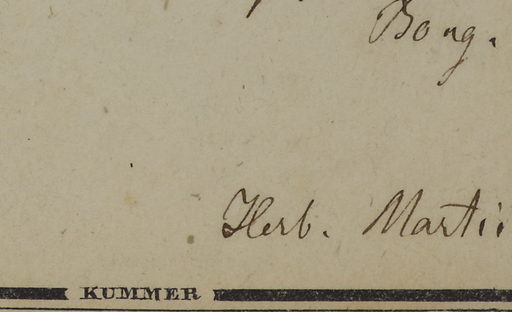 Bong.
Herb. Martii
KUMMER